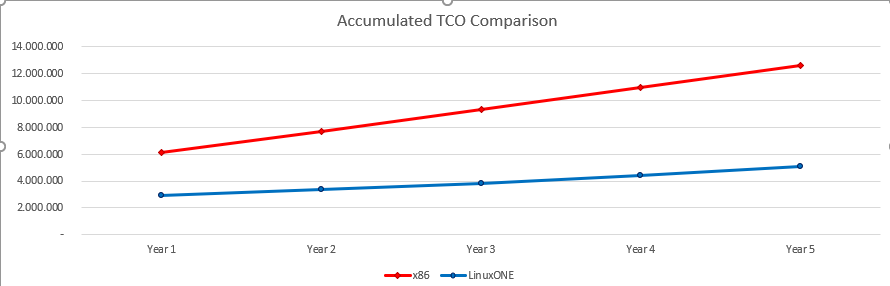 Accumulated TCO Comparison
14.000.000
12.000.000
10.000.000
8.000.000
6.000.000
4.000.000
2.000.000
-
Year 1 Year 2 Year 3 Year 4 Year 5
x86 LinuxONE